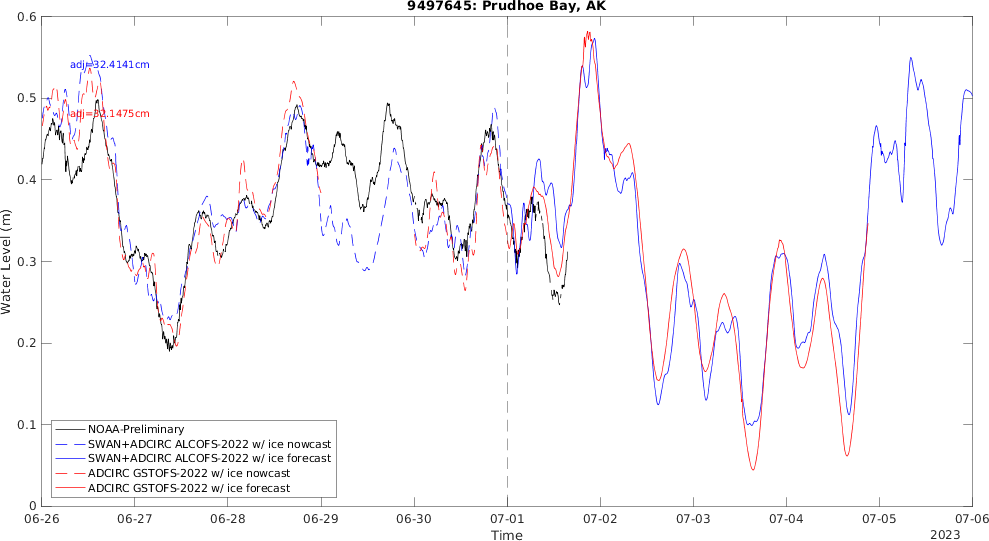 9497645: Prudhoe Bay, AK
0.6
0.5
0.4
0.3
0.2
0.1
0
Water Level (m)
adj=32.4141cm
adj=32.1475cm
NOAA-Preliminary
SWAN+ADCIRC ALCOFS-2022 w/ ice nowcast
SWAN+ADCIRC ALCOFS-2022 w/ ice forecast
ADCIRC GSTOFS-2022 w/ ice nowcast
ADCIRC GSTOFS-2022 w/ ice forecast
06-26 06-27 06-28 06-29 06-30 07-01 07-02 07-03 07-04 07-05 07-06
Time
2023